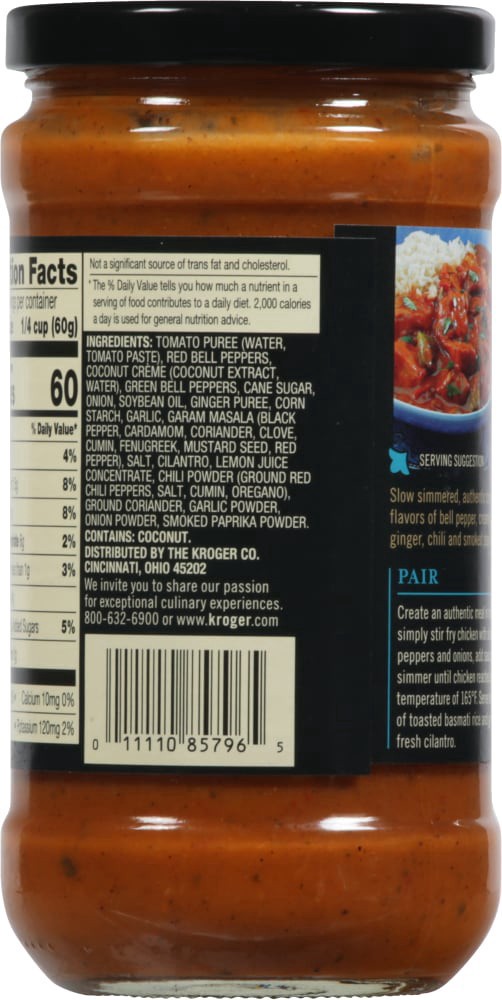 ion Facts
per container
1/4 cup (60g)
60
% Daily Value*
4%
8%
8%
2%
3%
Sugars 5%
Calcium 10mg 0%
Potassium 120mg 2%
Not a significant source of trans fat and cholesterol.
*The % Daily Value tells you how much a nutrient in a
serving of food contributes to a daily diet. 2,000 calories
a day is used for general nutrition advice.
INGREDIENTS: TOMATO PUREE (WATER,
TOMATO PASTE), RED BELL PEPPERS,
COCONUT CRÈME (COCONUT EXTRACT,
WATER), GREEN BELL PEPPERS, CANE SUGAR,
ONION, SOYBEAN OIL, GINGER PUREE, CORN
STARCH, GARLIC, GARAM MASALA (BLACK
PEPPER, CARDAMOM, CORIANDER, CLOVE,
CUMIN, FENUGREEK, MUSTARD SEED, RED
PEPPER), SALT, CILANTRO, LEMON JUICE
CONCENTRATE, CHILI POWDER (GROUND RED
CHILI PEPPERS, SALT, CUMIN, OREGANO),
GROUND CORIANDER, GARLIC POWDER,
ONION POWDER, SMOKED PAPRIKA POWDER.
CONTAINS: COCONUT.
DISTRIBUTED BY THE KROGER CO.
CINCINNATI, OHIO 45202
We invite you to share our passion
for exceptional culinary experiences.
800-632-6900 or www.kroger.com
0 11110 85796 5
SERVING SUGGESTION
Slow simmered,
flavors of bell pepper,
ginger, chili and
PAIR
Create an authentic meal
simply stir fry chicken
peppers and onions,
simmer until chicken
temperature of 165°F.
of toasted basmati rice
fresh cilantro.